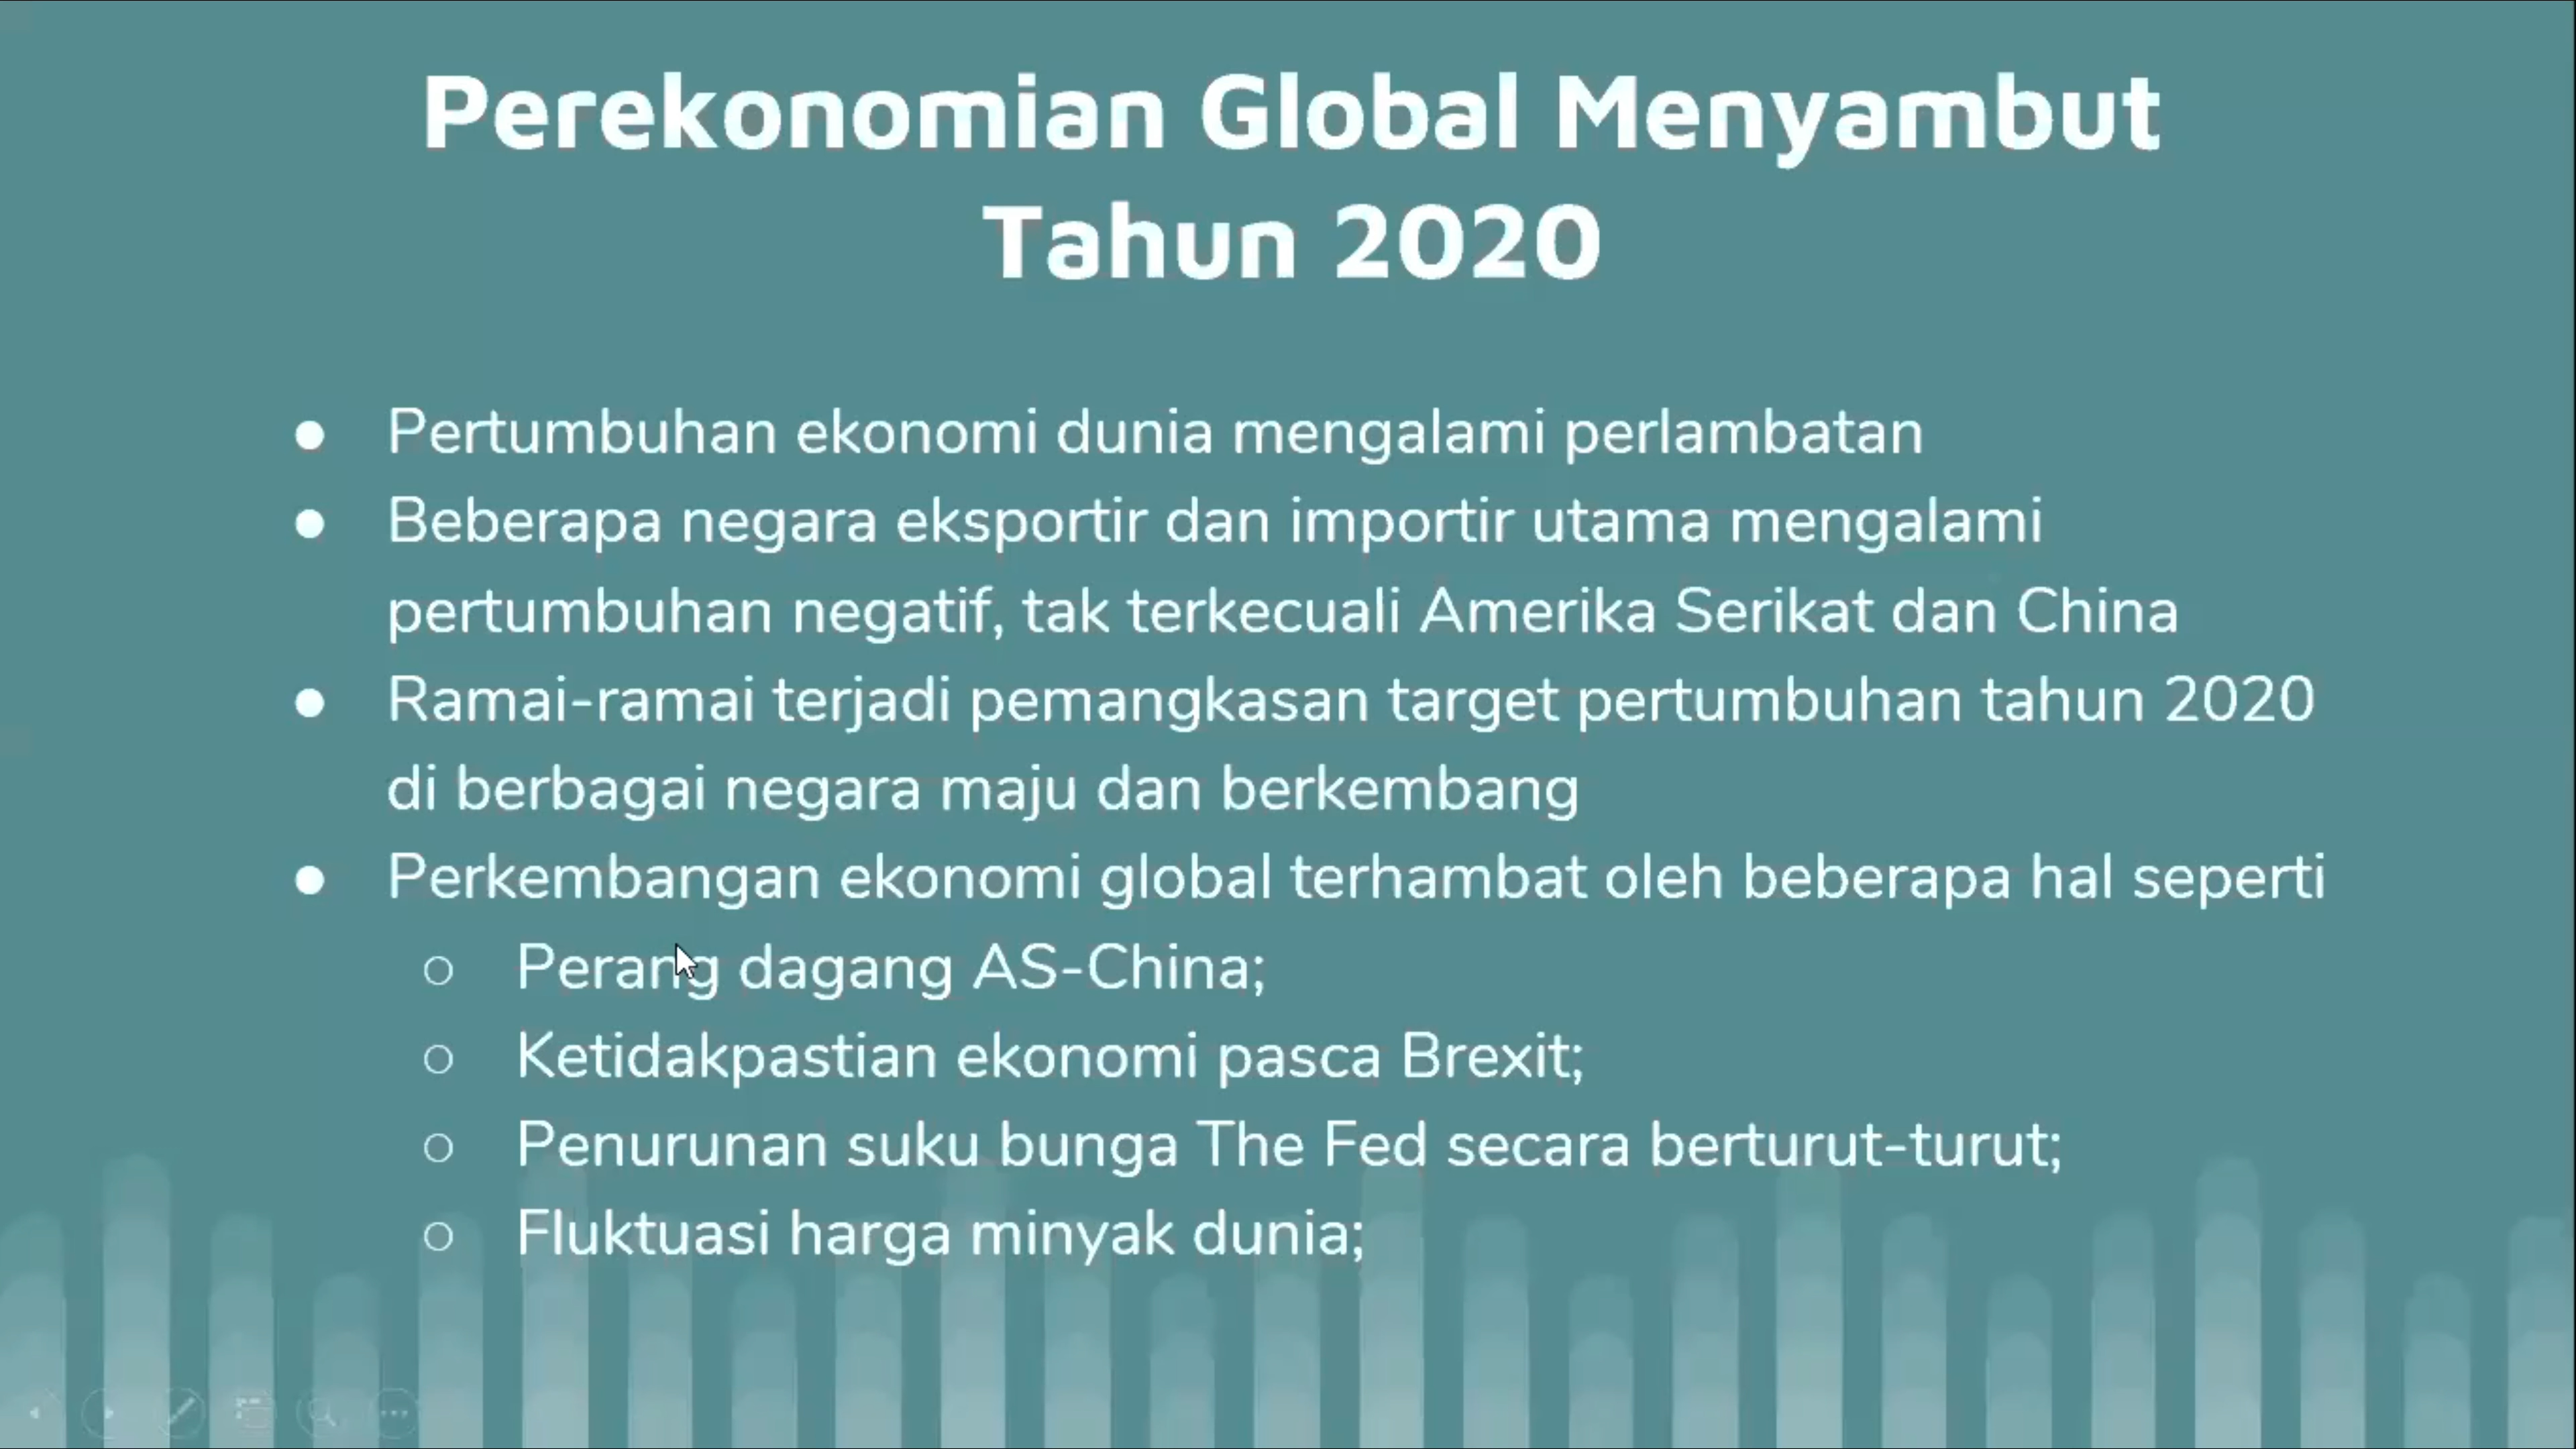 Perekonomian Global Menyambut
Tahun 2020
● Pertumbuhan ekonomi dunia mengalami perlambatan
● Beberapa negara eksportir dan importir utama mengalami
pertumbuhan negatif, tak terkecuali Amerika Serikat dan China
● Ramai-ramai terjadi pemangkasan target pertumbuhan tahun 2020
di berbagai negara maju dan berkembang
● Perkembangan ekonomi global terhambat oleh beberapa hal seperti
○ Perang dagang AS-China;
○ Ketidakpastian ekonomi pasca Brexit;
○ Penurunan suku bunga The Fed secara berturut-turut;
○ Fluktuasi harga minyak dunia;